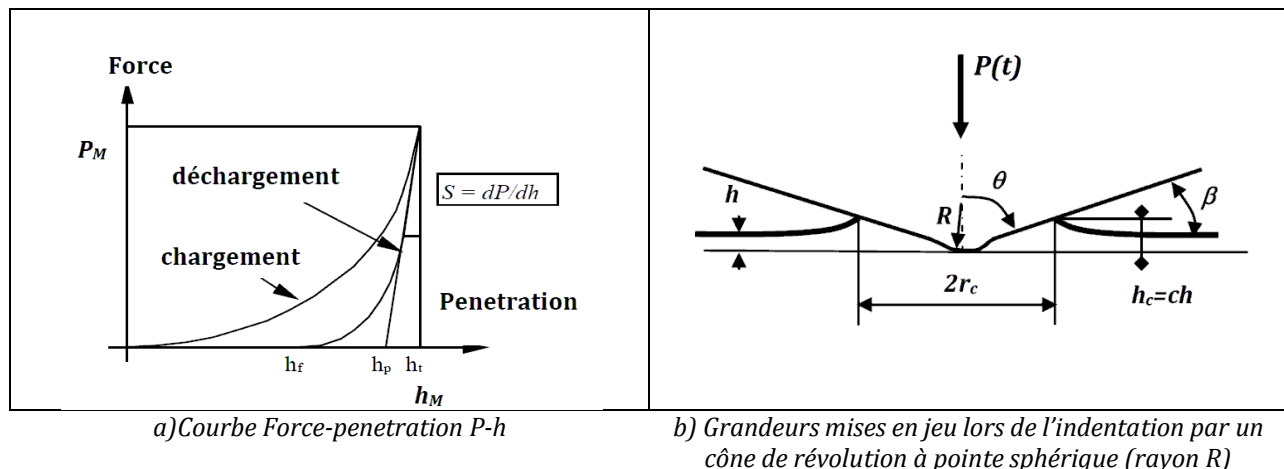 Force
P_M
déchargement
S = dP/dh
chargement
Penetration
h_f h_p h_t
h_M
a)Courbe Force-penetration P-h
P(t)
θ
h
R
β
2r_c
h_c=ch
b) Grandeurs mises en jeu lors de l'indentation par un
cône de révolution à pointe sphérique (rayon R)